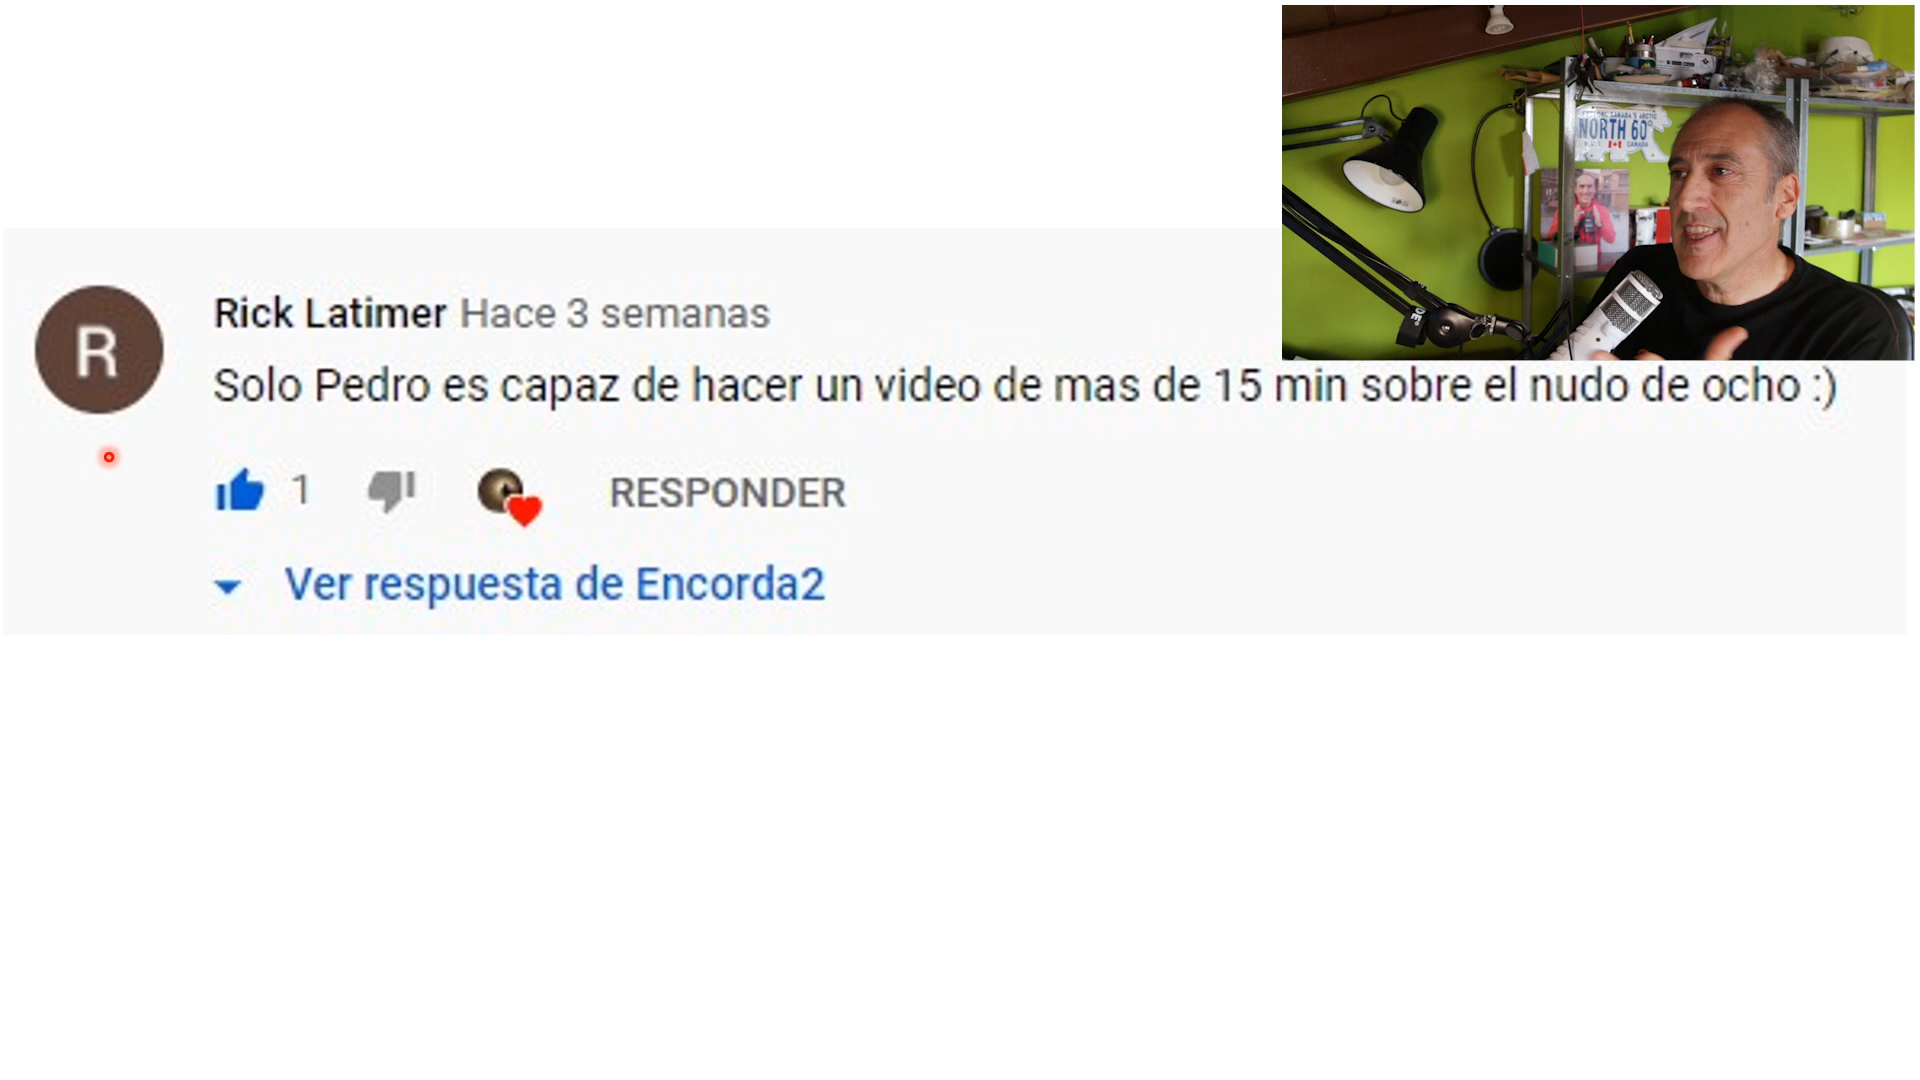 NORTH 60°
CANADA
R
Rick Latimer Hace 3 semanas
Solo Pedro es capaz de hacer un video de mas de 15 min sobre el nudo de ocho :)
1
RESPONDER
Ver respuesta de Encorda2